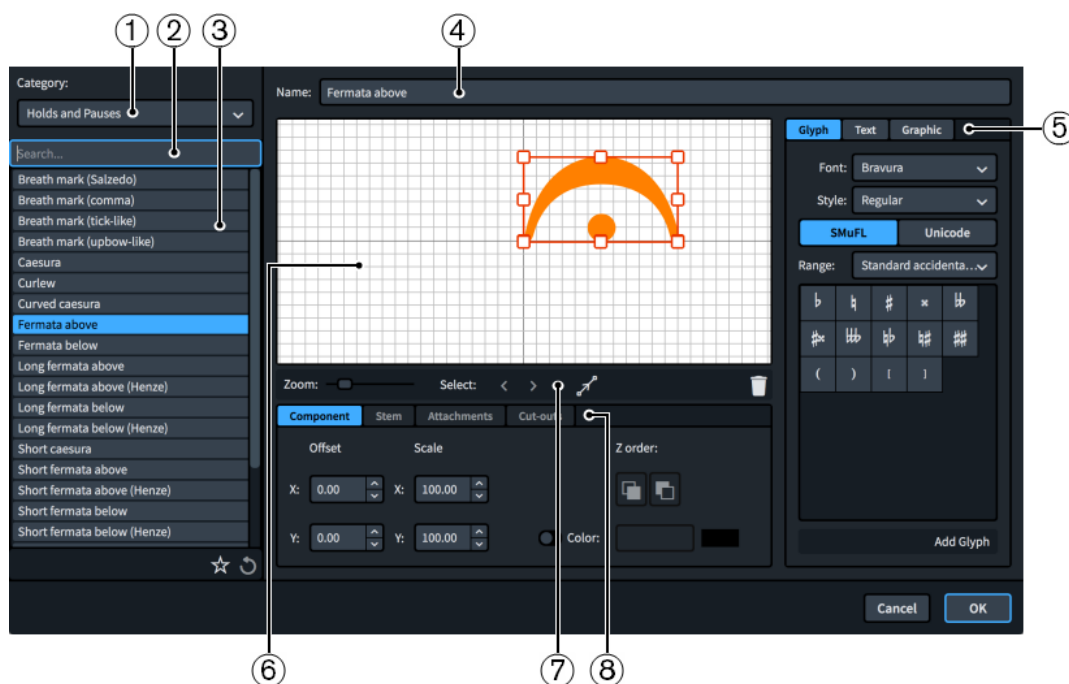 ① ② ③ ④
Category:
Holds and Pauses
Search...
Breath mark (Salzedo)
Breath mark (comma)
Breath mark (tick-like)
Breath mark (upbow-like)
Caesura
Curlew
Curved caesura
Fermata above
Fermata below
Long fermata above
Long fermata above (Henze)
Long fermata below
Long fermata below (Henze)
Short caesura
Short fermata above
Short fermata above (Henze)
Short fermata below
Short fermata below (Henze)
Name: Fermata above
Zoom: Select: < >
Component Stem Attachments Cut-outs
Offset Scale Z order:
X: 0.00 X: 100.00
Y: 0.00 Y: 100.00 Color:
Glyph Text Graphic ⑤
Font: Bravura
Style: Regular
SMuFL Unicode
Range: Standard accidenta...
♭ ♮ ♯ 𝄪 𝄫
♯𝄪 ♭♭♭ ♮♭ ♮♯ ♯♯
( ) [ ]
Add Glyph
Cancel OK
⑥ ⑦ ⑧